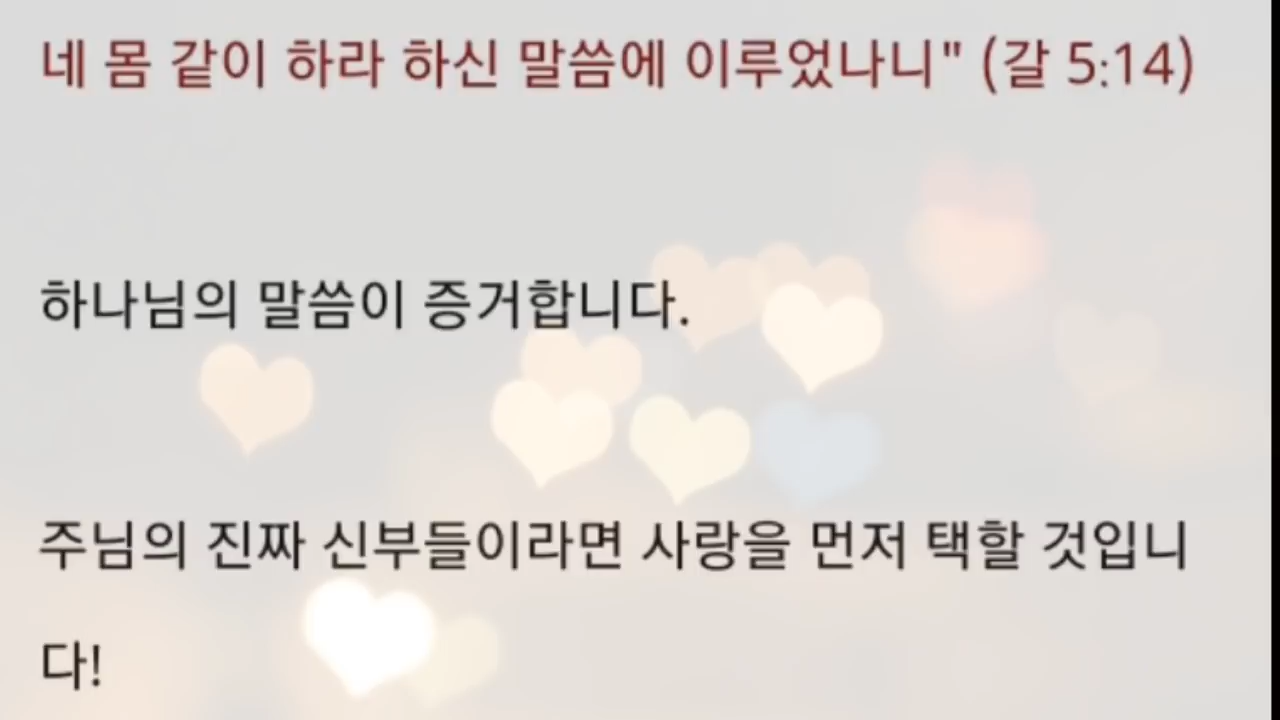 네 몸 같이 하라 하신 말씀에 이루었나니" (갈 5:14)
하나님의 말씀이 증거합니다.
주님의 진짜 신부들이라면 사랑을 먼저 택할 것입니
다!